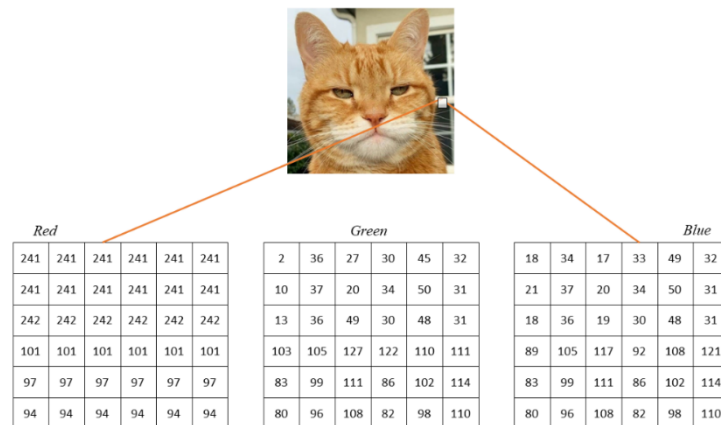 Red Green Blue
241 241 241 241 241 241 2 36 27 30 45 32 18 34 17 33 49 32
241 241 241 241 241 241 10 37 20 34 50 31 21 37 20 34 50 31
242 242 242 242 242 242 13 36 49 30 48 31 18 36 19 30 48 31
101 101 101 101 101 101 103 105 127 122 110 111 89 105 117 92 108 121
97 97 97 97 97 97 83 99 111 86 102 114 83 99 111 86 102 114
94 94 94 94 94 94 80 96 108 82 98 110 80 96 108 82 98 110